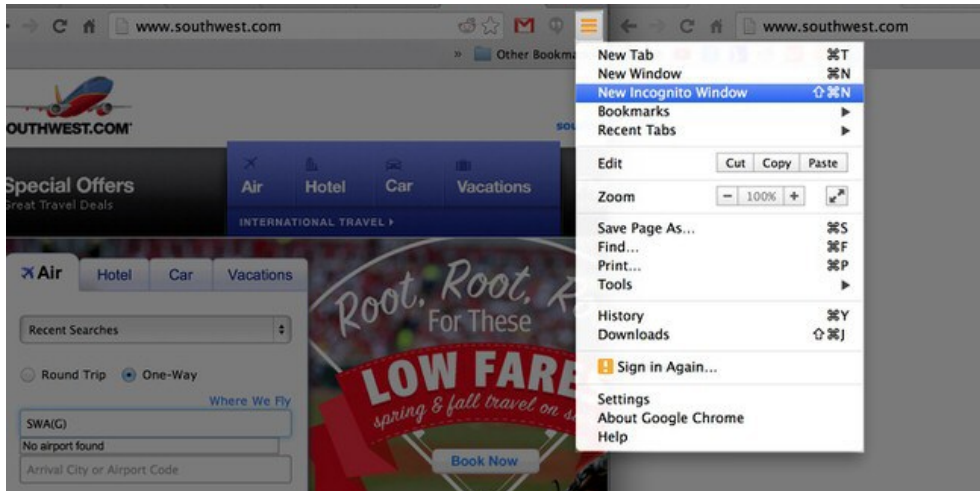 www.southwest.com
www.southwest.com
» Other Bookma
OUTHWEST.COM®
sou
Special Offers
Great Travel Deals
Air Hotel Car Vacations
INTERNATIONAL TRAVEL
Air Hotel Car Vacations
Recent Searches
Round Trip One-Way
Where We Fly
SWA(G)
No airport found
Arrival City or Airport Code
Root, Root, R
For These
LOW FARE
spring & fall travel on s
Book Now
New Tab ⌘T
New Window ⌘N
New Incognito Window ⇧⌘N
Bookmarks
Recent Tabs
Edit Cut Copy Paste
Zoom − 100% +
Save Page As... ⌘S
Find... ⌘F
Print... ⌘P
Tools
History ⌘Y
Downloads ⇧⌘J
Sign in Again...
Settings
About Google Chrome
Help